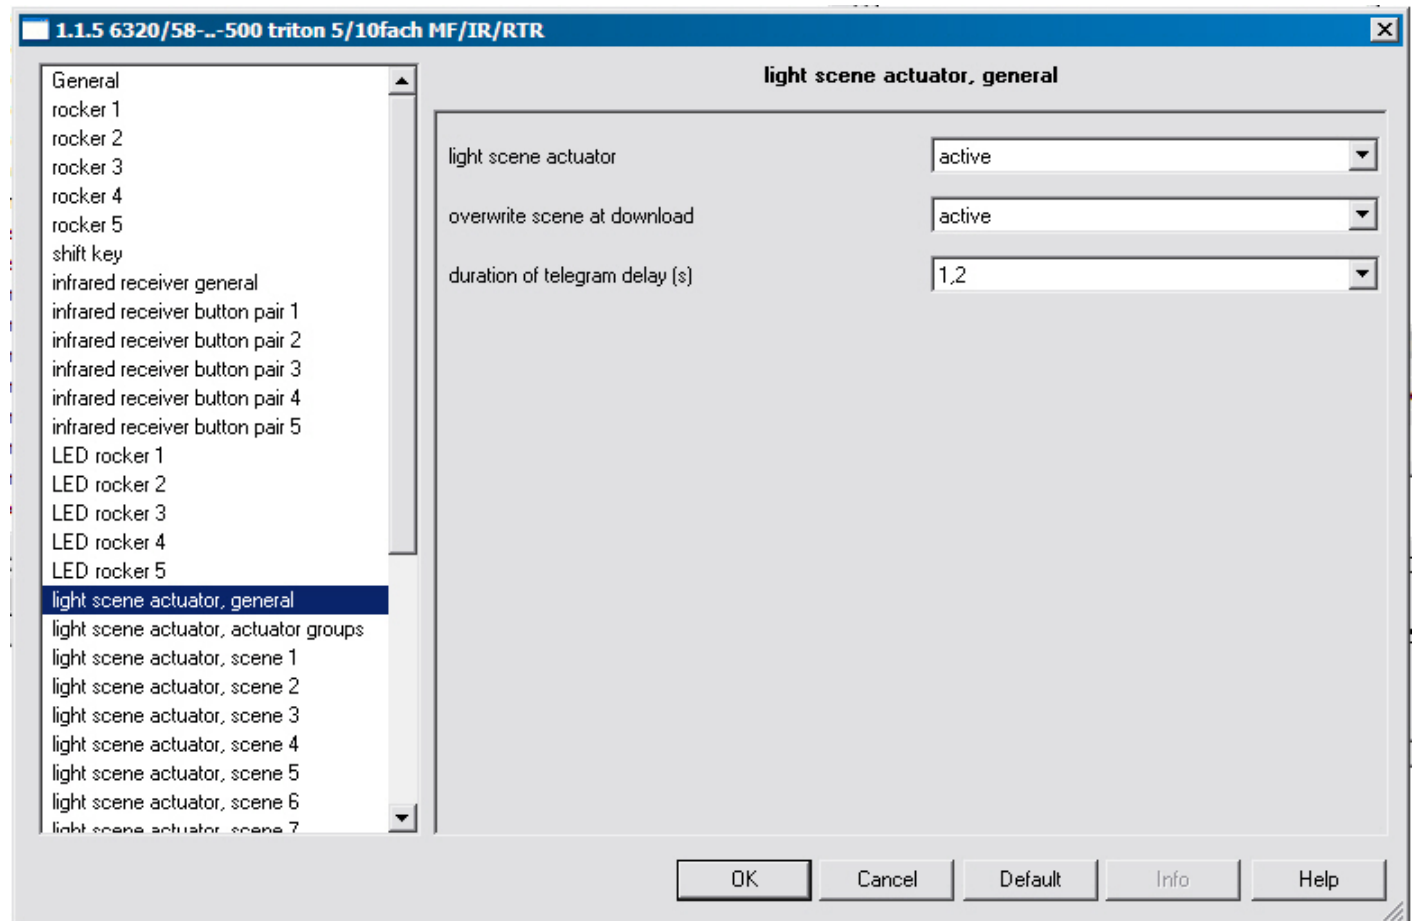 1.1.5 6320/58-..-500 triton 5/10fach MF/IR/RTR
General
rocker 1
rocker 2
rocker 3
rocker 4
rocker 5
shift key
infrared receiver general
infrared receiver button pair 1
infrared receiver button pair 2
infrared receiver button pair 3
infrared receiver button pair 4
infrared receiver button pair 5
LED rocker 1
LED rocker 2
LED rocker 3
LED rocker 4
LED rocker 5
light scene actuator, general
light scene actuator, actuator groups
light scene actuator, scene 1
light scene actuator, scene 2
light scene actuator, scene 3
light scene actuator, scene 4
light scene actuator, scene 5
light scene actuator, scene 6
light scene actuator, scene 7
light scene actuator, general
light scene actuator active
overwrite scene at download active
duration of telegram delay (s) 1,2
OK Cancel Default Info Help